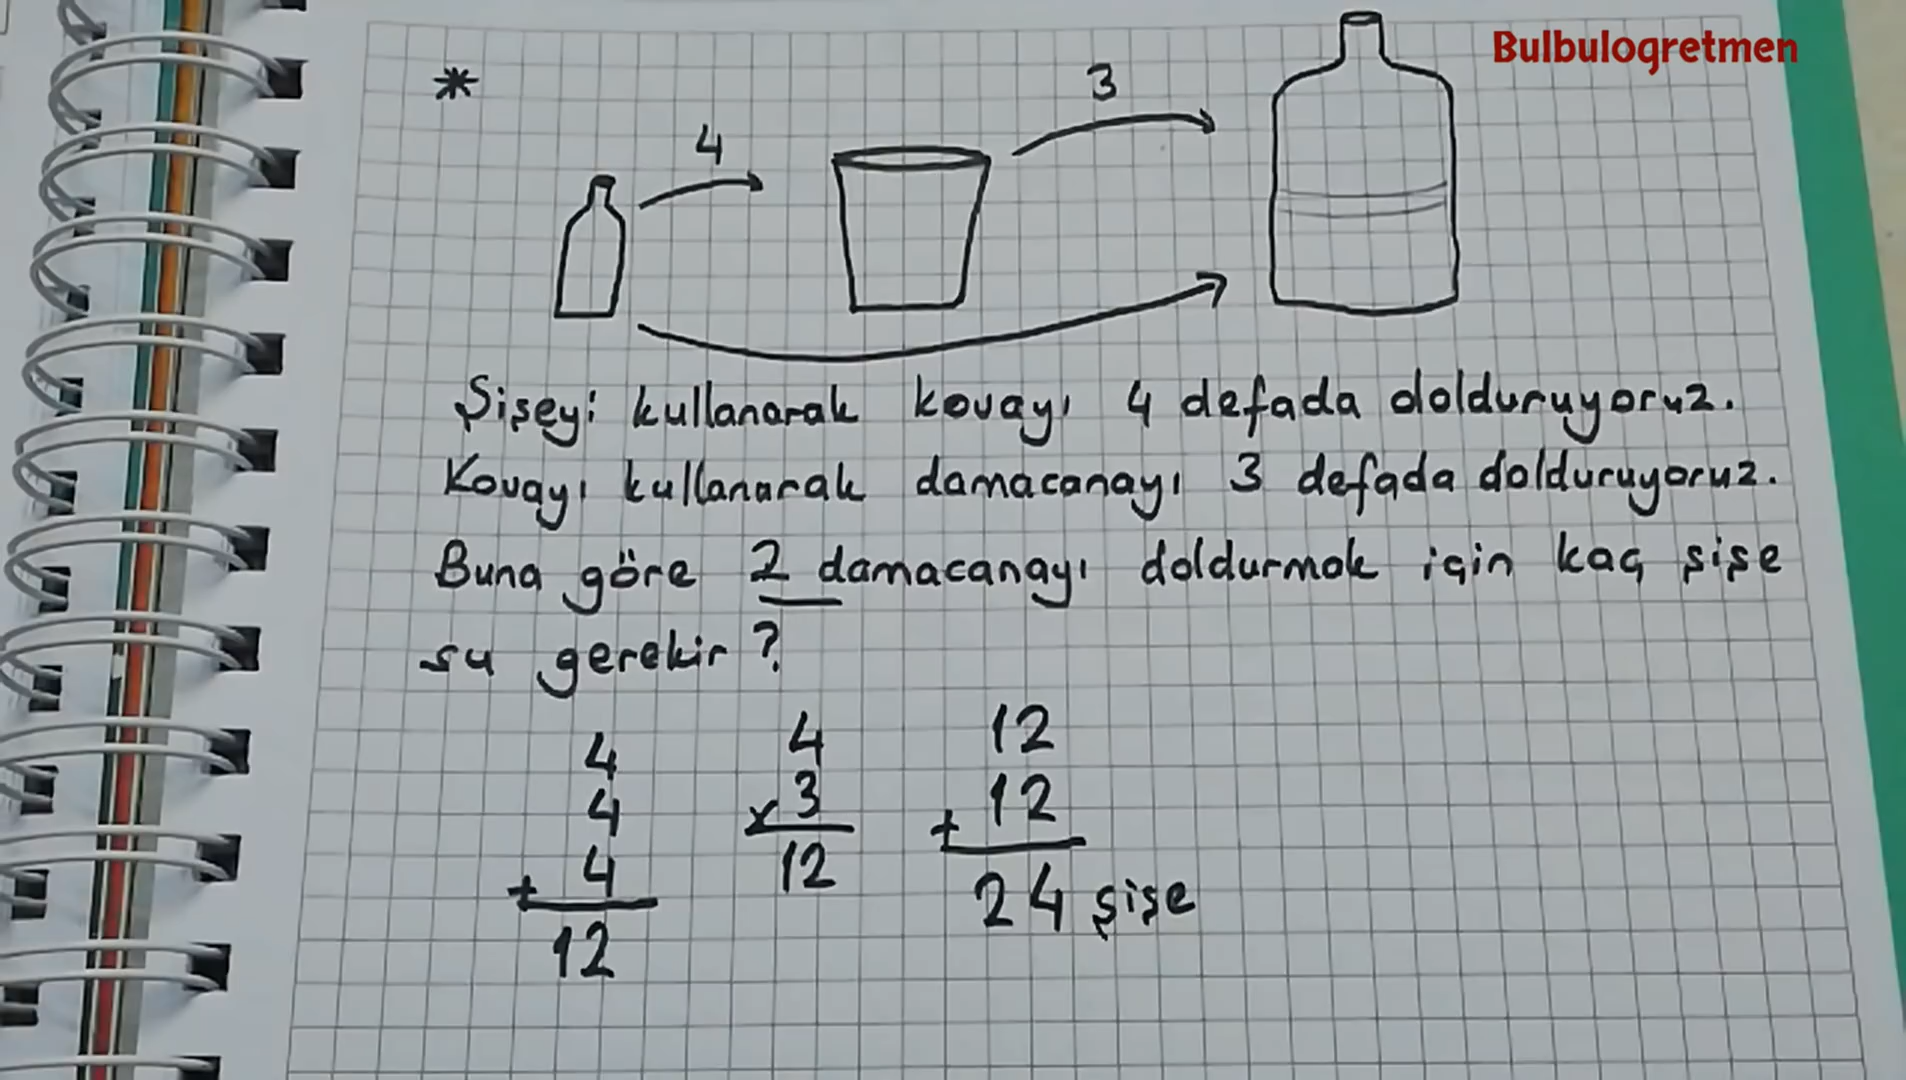 Bulbulogretmen
*
4
3
Şişeyi kullanarak kovayı 4 defada dolduruyoruz.
Kovayı kullanarak damacanayı 3 defada dolduruyoruz.
Buna göre 2 damacanayı doldurmak için kaç şişe
su gerekir?
4
4
+ 4
12
4
x 3
12
12
+ 12
24 şişe